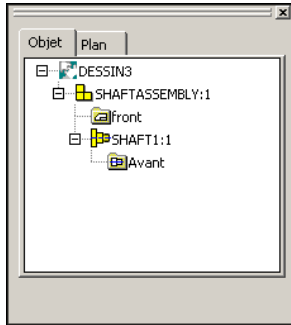 Objet Plan
DESSIN3
SHAFTASSEMBLY:1
front
SHAFT1:1
Avant